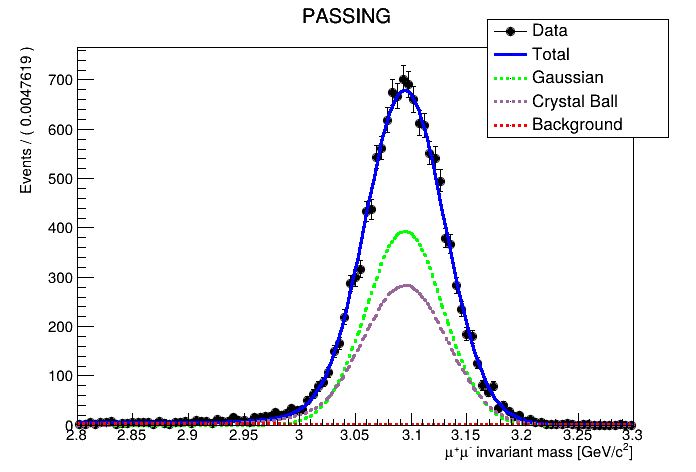 PASSING
Data
Total
Gaussian
Crystal Ball
Background
Events / ( 0.0047619 )
700
600
500
400
300
200
100
0
2.8 2.85 2.9 2.95 3 3.05 3.1 3.15 3.2 3.25 3.3
μ⁺μ⁻ invariant mass [GeV/c²]